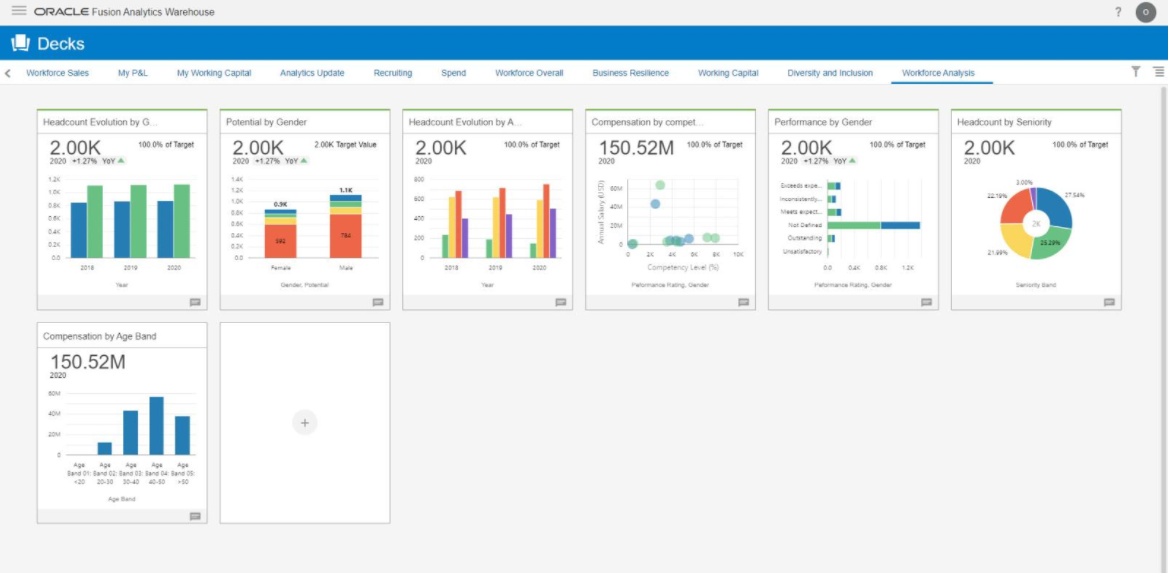 ORACLE Fusion Analytics Warehouse
?
O
Decks
Workforce Sales
My P&L
My Working Capital
Analytics Update
Recruiting
Spend
Workforce Overall
Business Resilience
Working Capital
Diversity and Inclusion
Workforce Analysis
Headcount Evolution by G...
2.00K
100.0% of Target
2020 +1.27% YoY
1.2K
1.0K
0.8K
0.6K
0.4K
0.2K
0.0
2018 2019 2020
Year
Potential by Gender
2.00K
2.00K Target Value
2020 +1.27% YoY
1.4K
1.2K
1.0K
0.8K
0.6K
0.4K
0.2K
0.0
0.9K
1.1K
592
784
Female Male
Gender, Potential
Headcount Evolution by A...
2.00K
100.0% of Target
2020
800
600
400
200
0
2018 2019 2020
Year
Compensation by compet...
150.52M
100.0% of Target
2020
Annual Salary (USD)
60M
40M
20M
0
0 2K 4K 6K 8K 10K
Competency Level (%)
Peformance Rating, Gender
Performance by Gender
2.00K
100.0% of Target
2020 +1.27% YoY
Exceeds expe...
Inconsistently...
Meets expect...
Not Defined
Outstanding
Unsatisfactory
0.0 0.4K 0.8K 1.2K
Peformance Rating, Gender
Headcount by Seniority
2.00K
100.0% of Target
2020
3.00%
22.19%
27.54%
2K
21.99%
25.29%
Seniority Band
Compensation by Age Band
150.52M
2020
60M
40M
20M
0
Age Age Age Age Age
Band 01: Band 02: Band 03: Band 04: Band 05:
<20 20-30 30-40 40-50 >50
Age Band
+